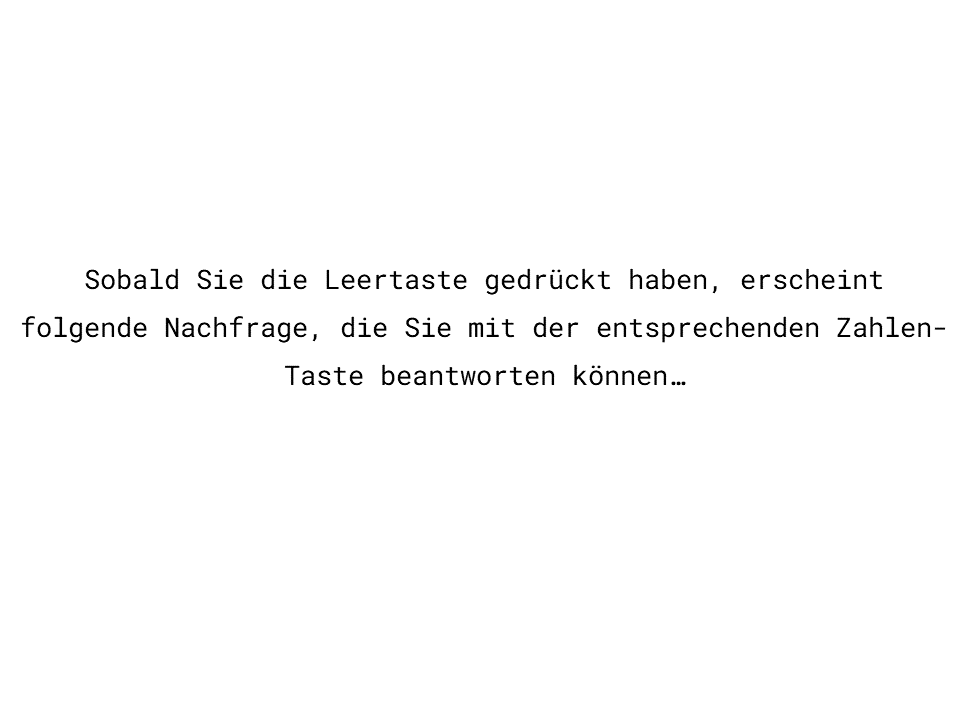 Sobald Sie die Leertaste gedrückt haben, erscheint
folgende Nachfrage, die Sie mit der entsprechenden Zahlen-
Taste beantworten können…